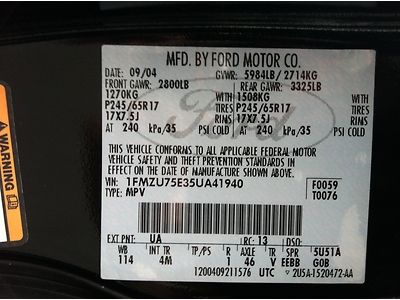 MFD. BY FORD MOTOR CO.
DATE: 09/04 GVWR: 5984LB / 2714KG
FRONT GAWR: 2800LB REAR GAWR: 3325LB
1270KG 1508KG
P245/65R17 TIRES P245/65R17 TIRES
17X7.5J RIMS 17X7.5J RIMS
AT 240 kPa/35 PSI COLD AT 240 kPa/35 PSI COLD
THIS VEHICLE CONFORMS TO ALL APPLICABLE FEDERAL MOTOR
VEHICLE SAFETY AND THEFT PREVENTION STANDARDS IN
EFFECT ON THE DATE OF MANUFACTURE SHOWN ABOVE.
VIN: 1FMZU75E35UA41940 F0059
TYPE: MPV T0076
EXT PNT: UA RC: 13 DSO:
WB INT TR TP/PS R AXLE TR SPR 5U51A
114 4M 1 46 V EEBB G0B
1200409211576 UTC 2U5A-1520472-AA
WARNING
Ford